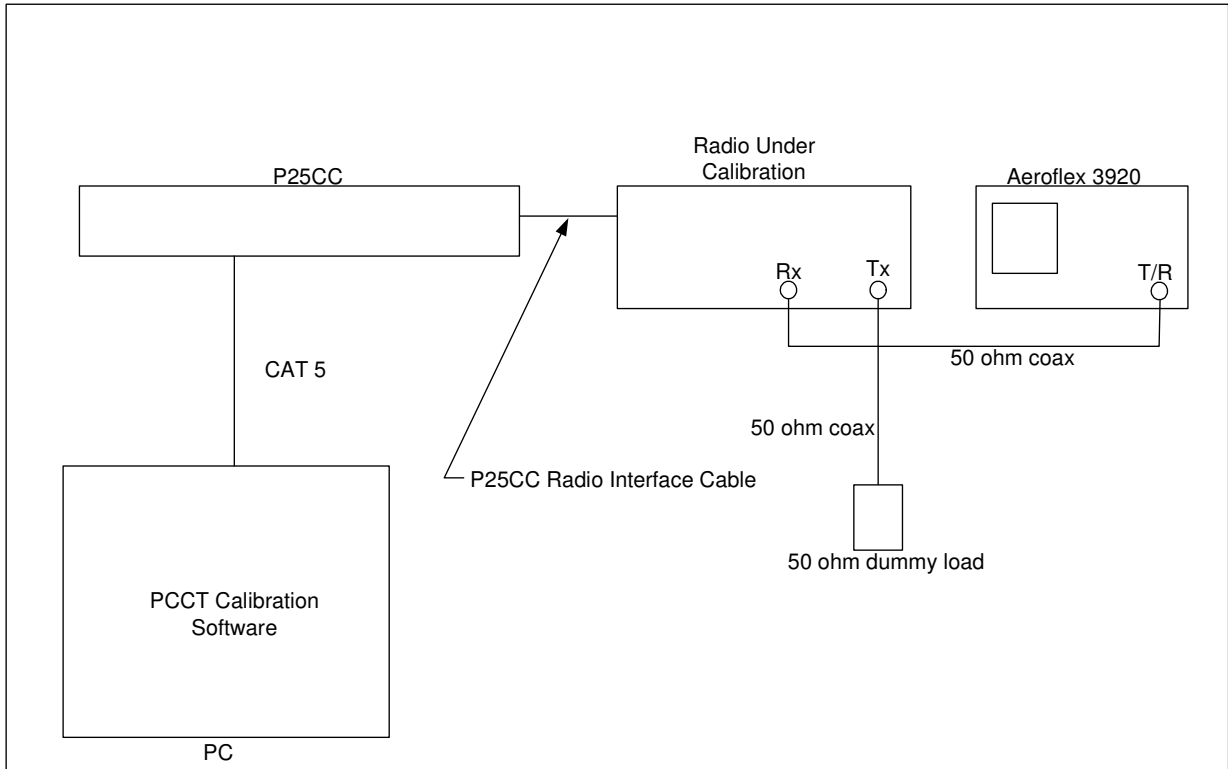 Radio Under
Calibration
P25CC
Aeroflex 3920
Rx
Tx
T/R
50 ohm coax
CAT 5
50 ohm coax
P25CC Radio Interface Cable
50 ohm dummy load
PCCT Calibration
Software
PC